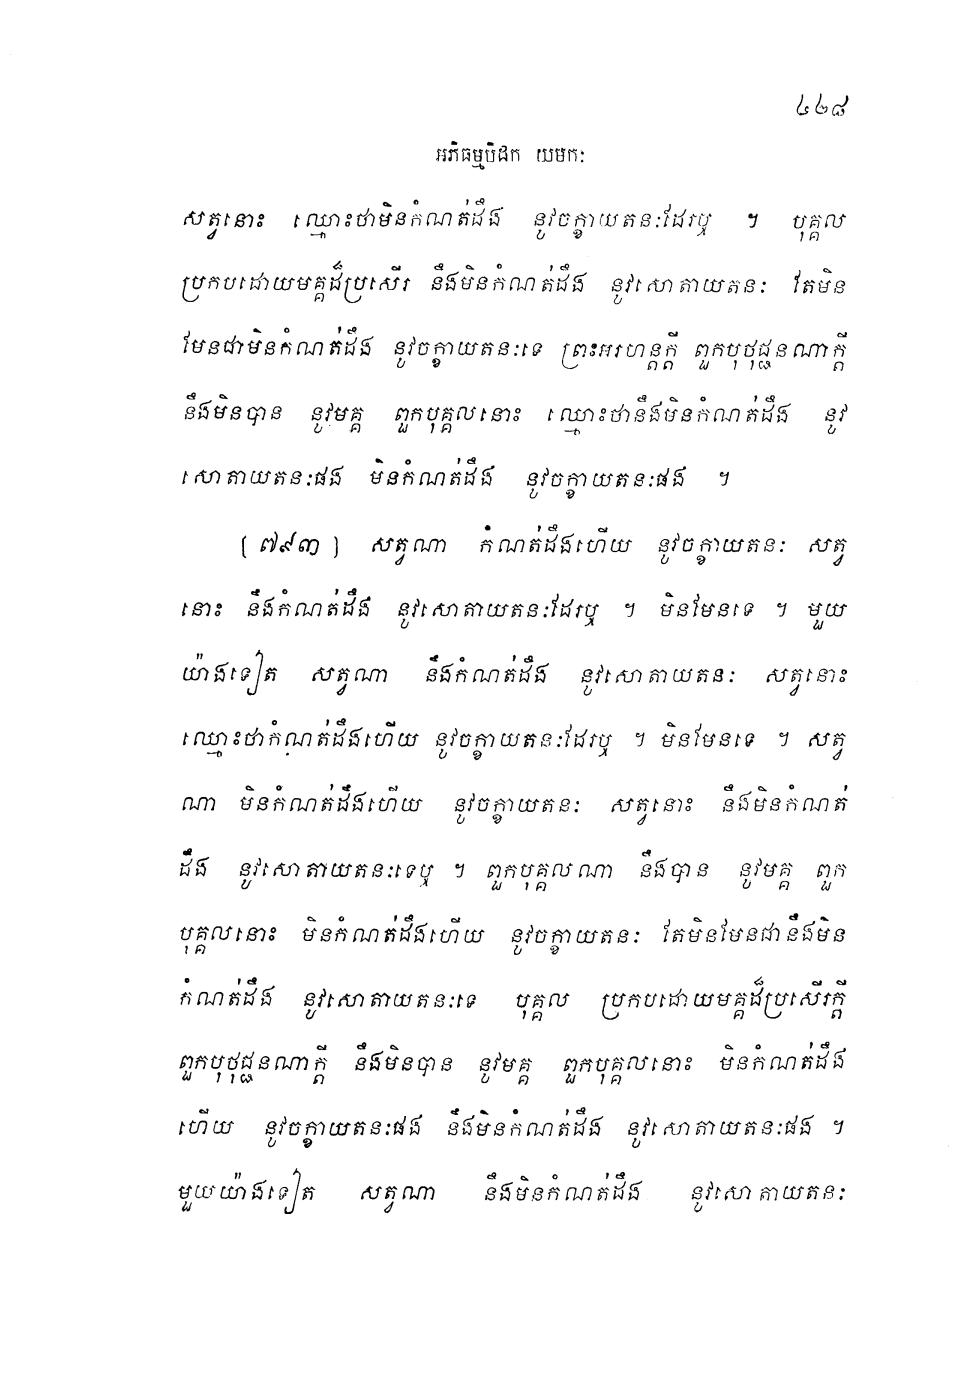 ៤២៨
អភិធម្មបិដក យមកៈ
សត្វនោះ ឈ្មោះថាមិនកំណត់ដឹង នូវចក្ខាយតនៈដែរឬ ។ បុគ្គល
ប្រកបដោយមគ្គដ៏ប្រសើរ នឹងមិនកំណត់ដឹង នូវសោតាយតនៈ តែមិន
មែនជាមិនកំណត់ដឹង នូវចក្ខាយតនៈទេ ព្រះអរហន្តក្តី ពួកបុថុជ្ជនណាក្តី
នឹងមិនបាន នូវមគ្គ ពួកបុគ្គលនោះ ឈ្មោះថានឹងមិនកំណត់ដឹង នូវ
សោតាយតនៈផង មិនកំណត់ដឹង នូវចក្ខាយតនៈផង ។
[៧៩៣] សត្វណា កំណត់ដឹងហើយ នូវចក្ខាយតនៈ សត្វ
នោះ នឹងកំណត់ដឹង នូវសោតាយតនៈដែរឬ ។ មិនមែនទេ ។ មួយ
យ៉ាងទៀត សត្វណា នឹងកំណត់ដឹង នូវសោតាយតនៈ សត្វនោះ
ឈ្មោះថាកំណត់ដឹងហើយ នូវចក្ខាយតនៈដែរឬ ។ មិនមែនទេ ។ សត្វ
ណា មិនកំណត់ដឹងហើយ នូវចក្ខាយតនៈ សត្វនោះ នឹងមិនកំណត់
ដឹង នូវសោតាយតនៈទេឬ ។ ពួកបុគ្គលណា នឹងបាន នូវមគ្គ ពួក
បុគ្គលនោះ មិនកំណត់ដឹងហើយ នូវចក្ខាយតនៈ តែមិនមែនជានឹងមិន
កំណត់ដឹង នូវសោតាយតនៈទេ បុគ្គល ប្រកបដោយមគ្គដ៏ប្រសើរក្តី
ពួកបុថុជ្ជនណាក្តី នឹងមិនបាន នូវមគ្គ ពួកបុគ្គលនោះ មិនកំណត់ដឹង
ហើយ នូវចក្ខាយតនៈផង នឹងមិនកំណត់ដឹង នូវសោតាយតនៈផង ។
មួយយ៉ាងទៀត សត្វណា នឹងមិនកំណត់ដឹង នូវសោតាយតនៈ